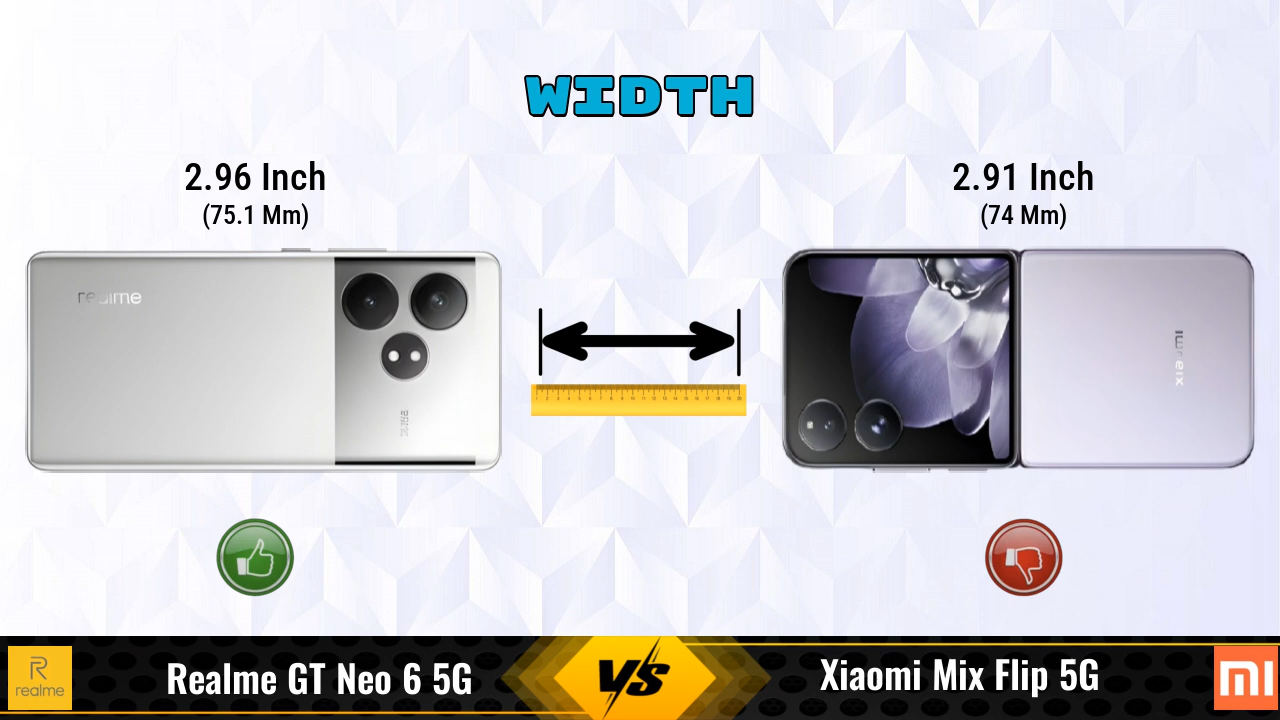 WIDTH
2.96 Inch
(75.1 Mm)
2.91 Inch
(74 Mm)
realme
xiaomi
Realme GT Neo 6 5G
VS
Xiaomi Mix Flip 5G
R
realme
mi